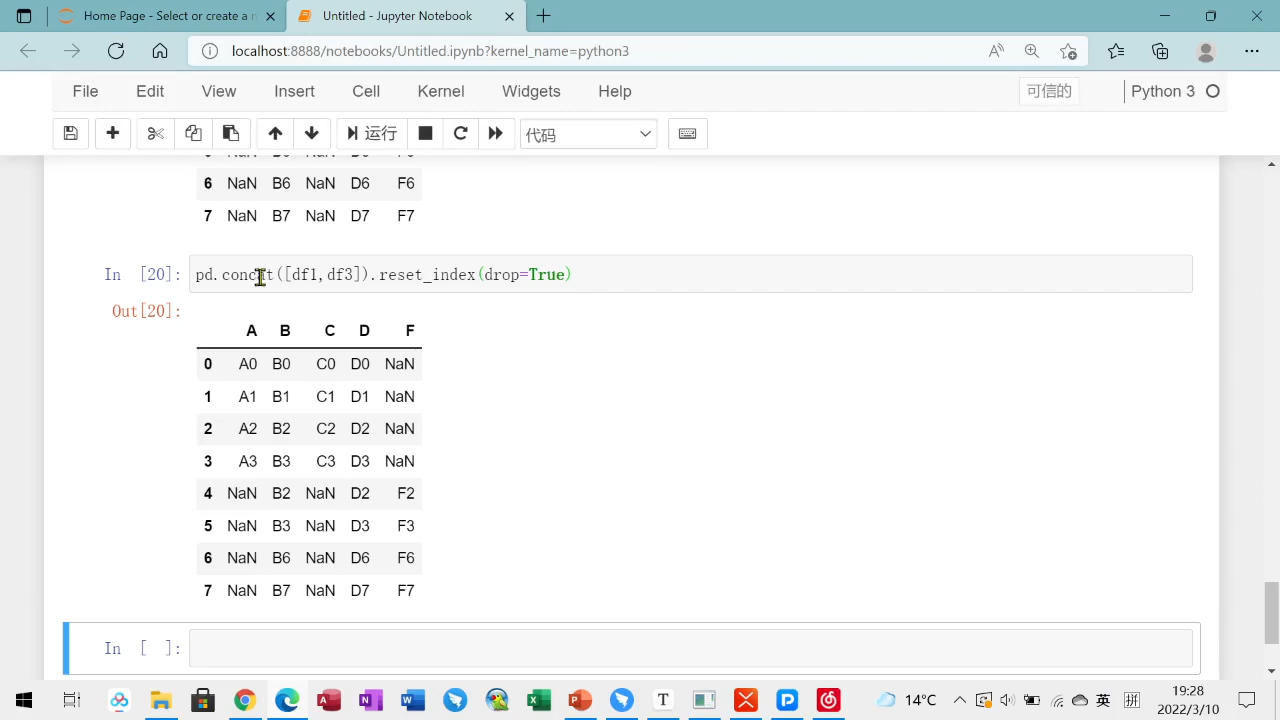 Home Page - Select or create a n
Untitled - Jupyter Notebook
localhost:8888/notebooks/Untitled.ipynb?kernel_name=python3
File Edit View Insert Cell Kernel Widgets Help 可信的 Python 3
运行 代码
6 NaN B6 NaN D6 F6
7 NaN B7 NaN D7 F7
In [20]: pd.concat([df1,df3]).reset_index(drop=True)
Out[20]:
A B C D F
0 A0 B0 C0 D0 NaN
1 A1 B1 C1 D1 NaN
2 A2 B2 C2 D2 NaN
3 A3 B3 C3 D3 NaN
4 NaN B2 NaN D2 F2
5 NaN B3 NaN D3 F3
6 NaN B6 NaN D6 F6
7 NaN B7 NaN D7 F7
In [ ]:
14°C 英 拼 19:28
2022/3/10